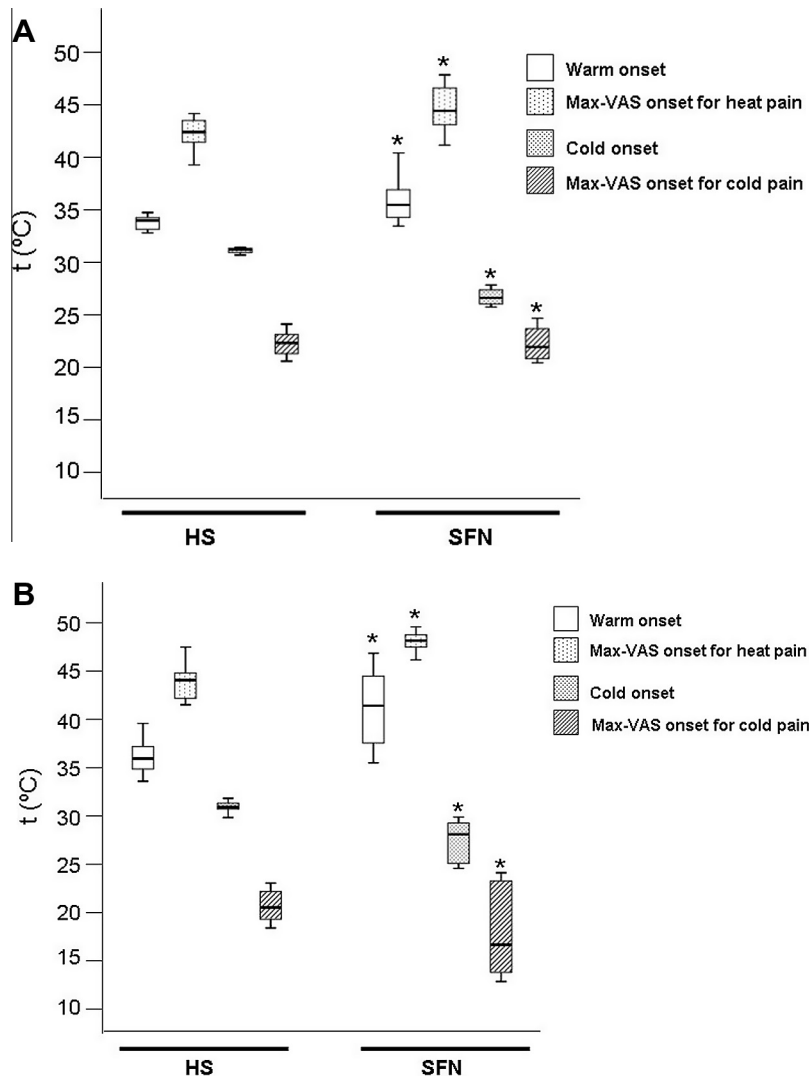 A
50
45
40
35
30
25
20
15
10
t (ºC)
* * * *
HS SFN
Warm onset
Max-VAS onset for heat pain
Cold onset
Max-VAS onset for cold pain
B
50
45
40
35
30
25
20
15
10
t (ºC)
* * * *
HS SFN
Warm onset
Max-VAS onset for heat pain
Cold onset
Max-VAS onset for cold pain